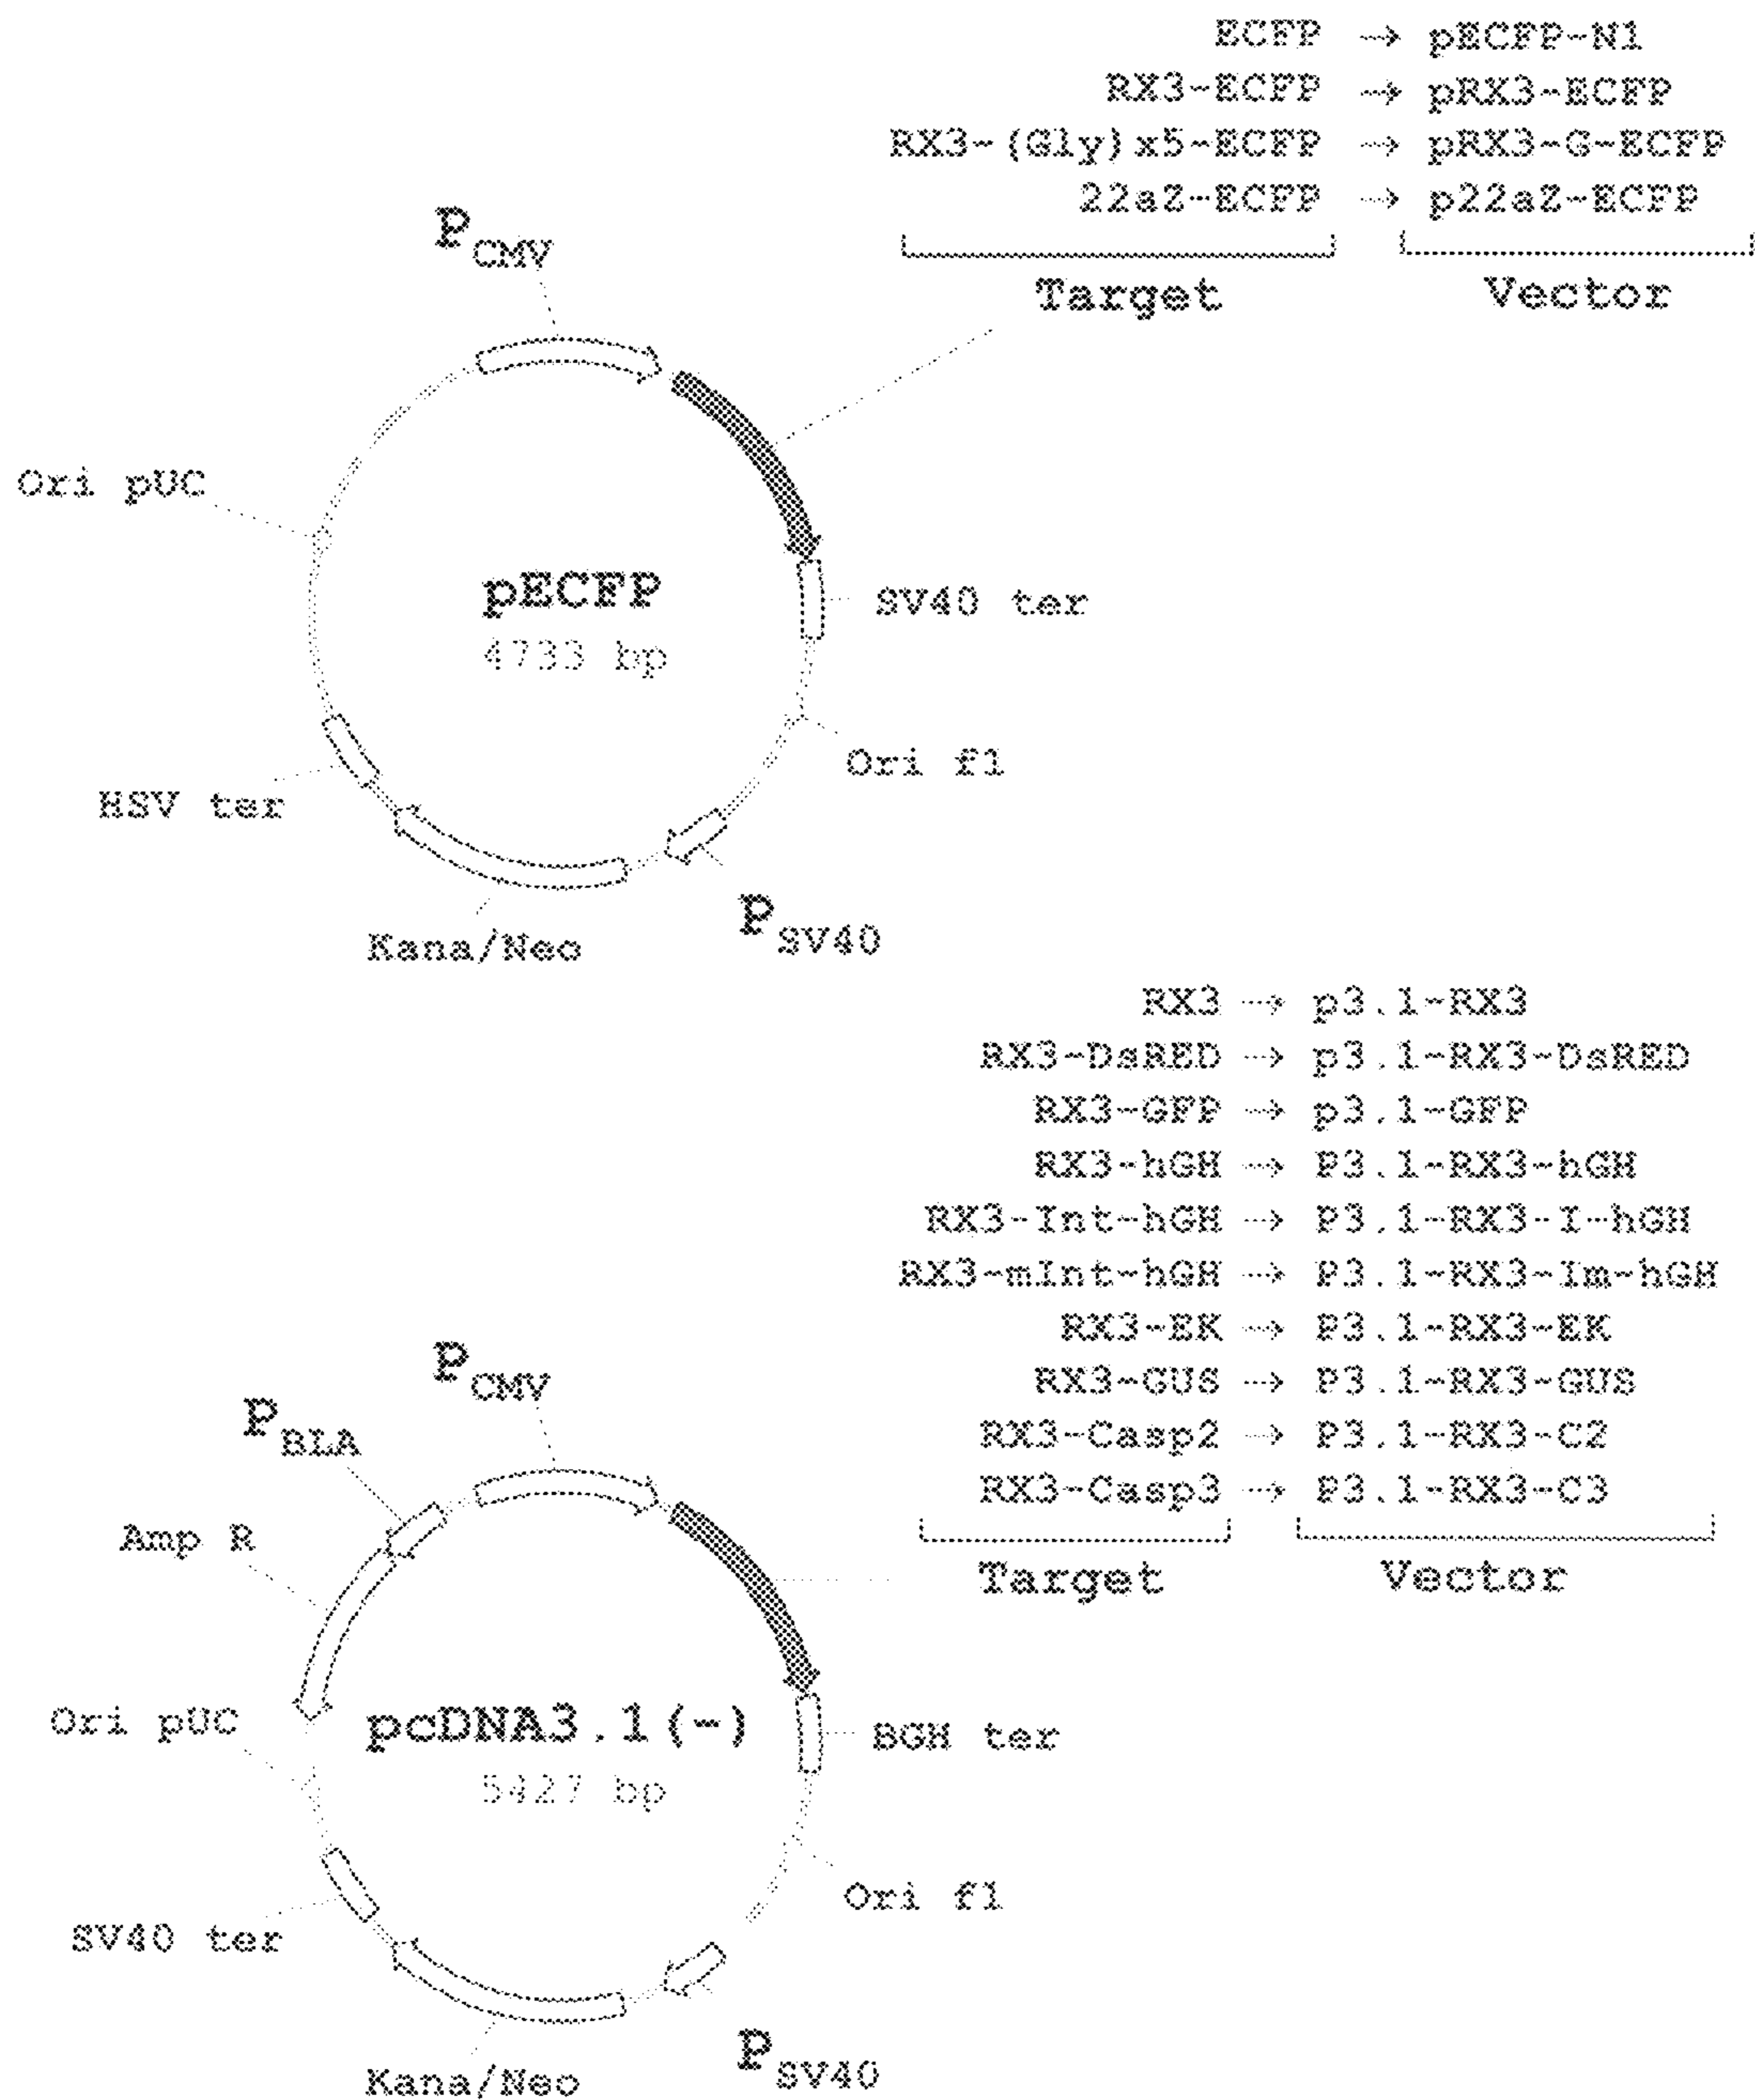 ECFP → pECFP-N1
RX3-ECFP → pRX3-ECFP
RX3-(Gly)x5-ECFP → pRX3-G-ECFP
22aZ-ECFP → p22aZ-ECFP
Target Vector
P CMV
Ori pUC
pECFP
4733 bp
SV40 ter
Ori f1
HSV ter
P SV40
Kana/Neo
RX3 → p3.1-RX3
RX3-DsRED → p3.1-RX3-DsRED
RX3-GFP → p3.1-GFP
RX3-hGH → P3.1-RX3-hGH
RX3-Int-hGH → P3.1-RX3-I-hGH
RX3-mInt-hGH → P3.1-RX3-Im-hGH
RX3-EK → P3.1-RX3-EK
RX3-GUS → P3.1-RX3-GUS
RX3-Casp2 → P3.1-RX3-C2
RX3-Casp3 → P3.1-RX3-C3
Target Vector
P CMV
P BLA
Amp R
Ori pUC
pcDNA3.1(-)
5427 bp
BGH ter
Ori f1
SV40 ter
P SV40
Kana/Neo